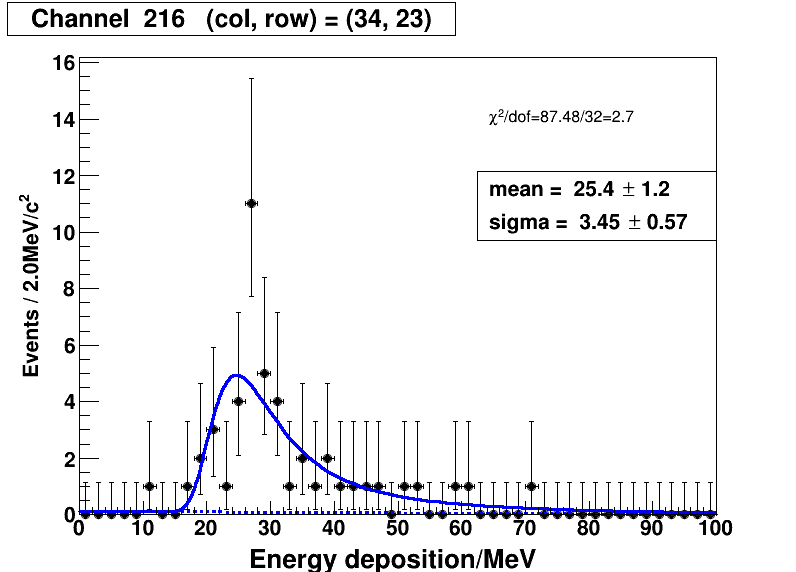 Channel 216 (col, row) = (34, 23)
χ²/dof=87.48/32=2.7
mean = 25.4 ± 1.2
sigma = 3.45 ± 0.57
Events / 2.0MeV/c²
16
14
12
10
8
6
4
2
0
0 10 20 30 40 50 60 70 80 90 100
Energy deposition/MeV